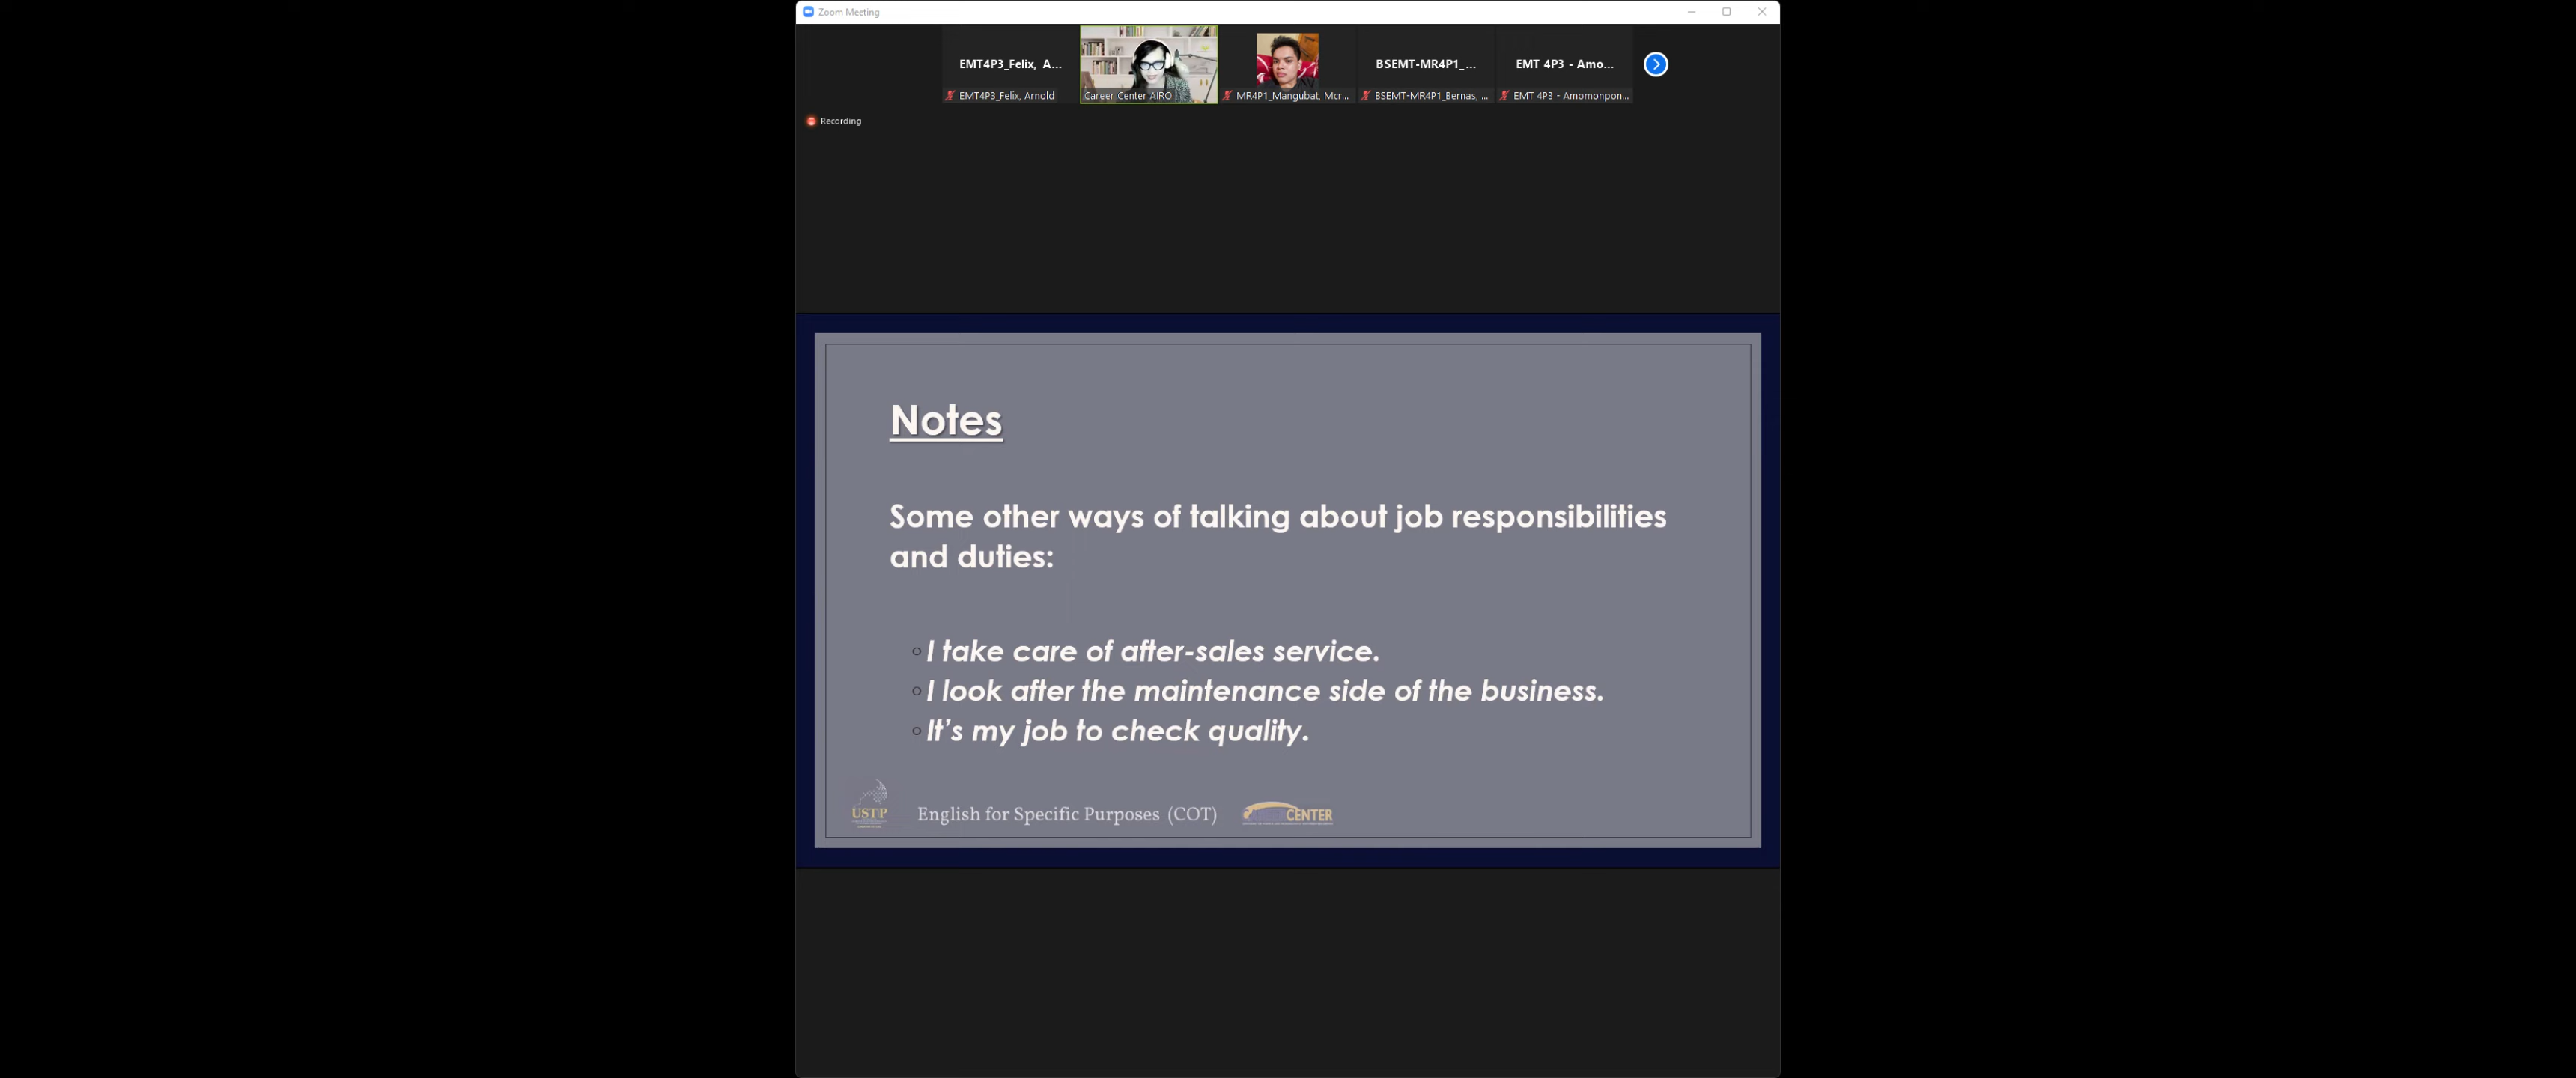 Zoom Meeting
EMT4P3_Felix, A...
BSEMT-MR4P1_...
EMT 4P3 - Amo...
EMT4P3_Felix, Arnold
Career Center AIRO
MR4P1_Mangubat, Mcr...
BSEMT-MR4P1_Bernas, ...
EMT 4P3 - Amomonpon...
Recording
Notes
Some other ways of talking about job responsibilities
and duties:
I take care of after-sales service.
I look after the maintenance side of the business.
It's my job to check quality.
USTP
English for Specific Purposes (COT)
CENTER